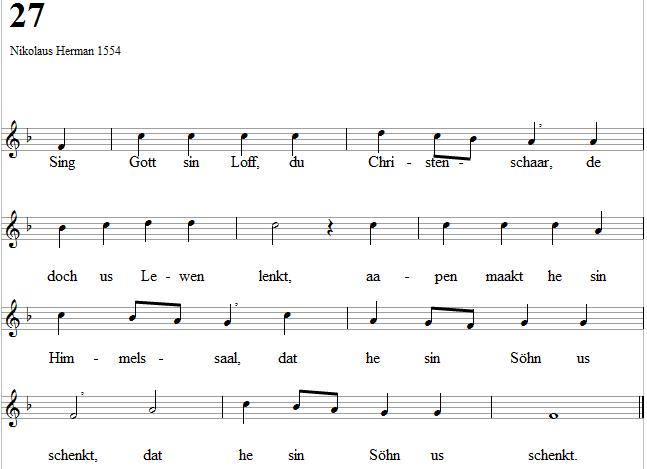 27
Nikolaus Herman 1554
Sing Gott sin Loff, du Chri - sten - schaar, de
doch us Le - wen lenkt, aa - pen maakt he sin
Him - mels - saal, dat he sin Söhn us
schenkt, dat he sin Söhn us schenkt.